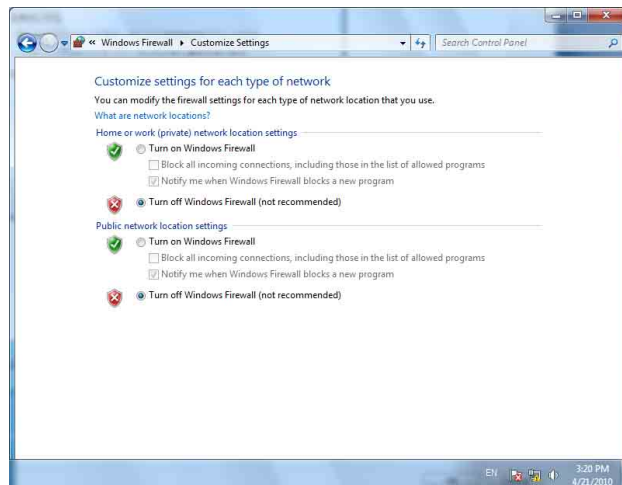 « Windows Firewall ▸ Customize Settings
Search Control Panel
Customize settings for each type of network
You can modify the firewall settings for each type of network location that you use.
What are network locations?
Home or work (private) network location settings
Turn on Windows Firewall
Block all incoming connections, including those in the list of allowed programs
Notify me when Windows Firewall blocks a new program
Turn off Windows Firewall (not recommended)
Public network location settings
Turn on Windows Firewall
Block all incoming connections, including those in the list of allowed programs
Notify me when Windows Firewall blocks a new program
Turn off Windows Firewall (not recommended)
EN
3:20 PM
4/21/2010